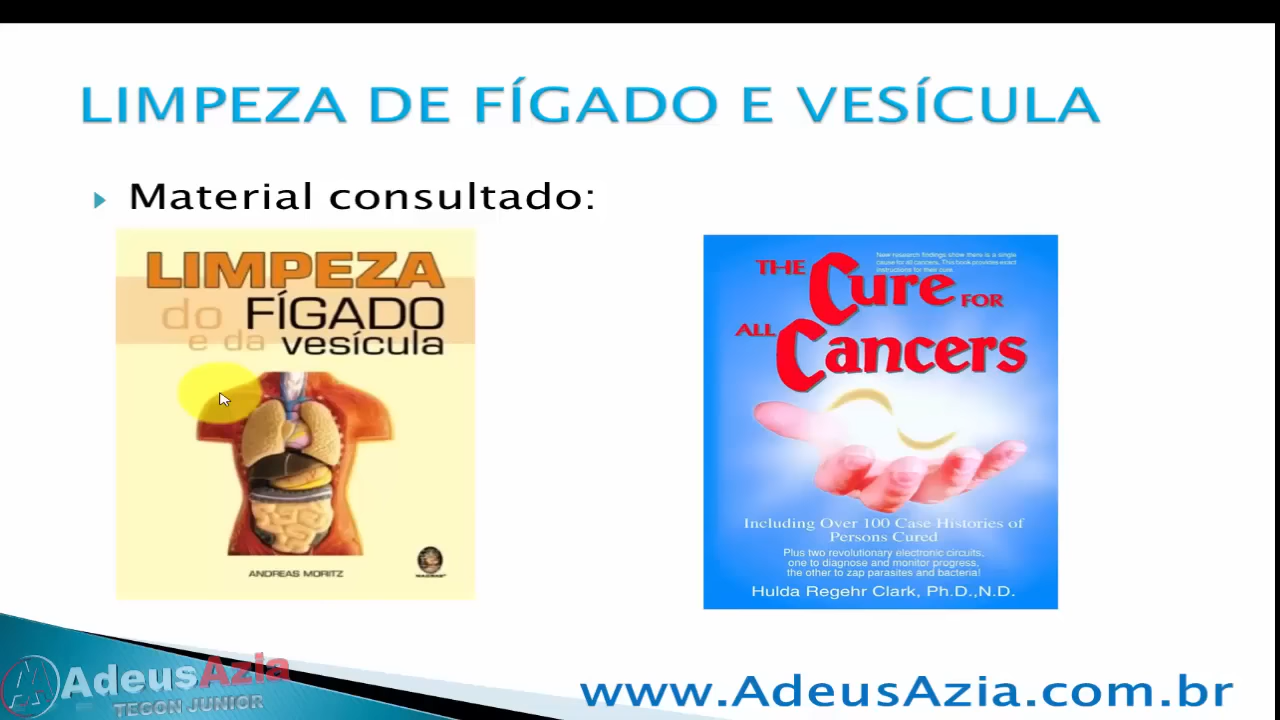 LIMPEZA DE FÍGADO E VESÍCULA
Material consultado:
LIMPEZA
do FÍGADO
e da vesícula
ANDREAS MORITZ
MADRAS
New research findings show there is a single
cause for all cancers. This book provides exact
instructions for their cure.
THE Cure FOR
ALL Cancers
Including Over 100 Case Histories of
Persons Cured
Plus two revolutionary electronic circuits,
one to diagnose and monitor progress,
the other to zap parasites and bacteria!
Hulda Regehr Clark, Ph.D.,N.D.
AdeusAzia
TEGON JUNIOR
www.AdeusAzia.com.br